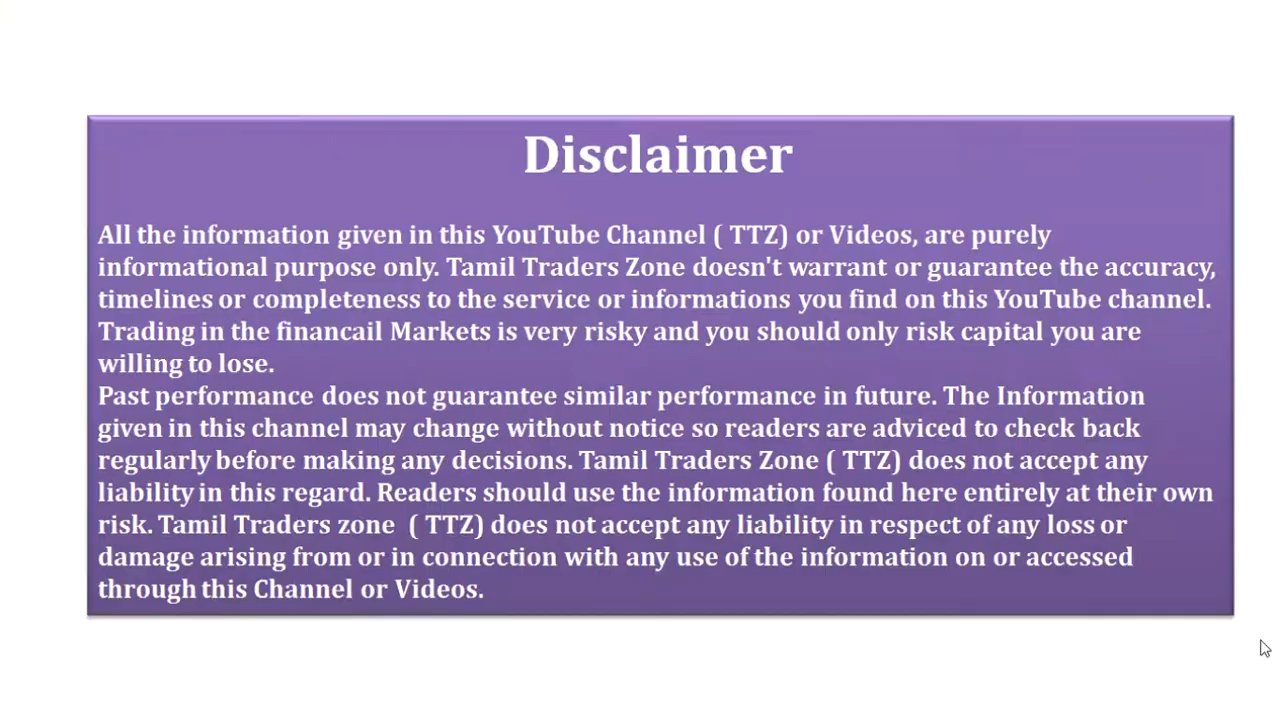 Disclaimer
All the information given in this YouTube Channel ( TTZ) or Videos, are purely
informational purpose only. Tamil Traders Zone doesn't warrant or guarantee the accuracy,
timelines or completeness to the service or informations you find on this YouTube channel.
Trading in the financail Markets is very risky and you should only risk capital you are
willing to lose.
Past performance does not guarantee similar performance in future. The Information
given in this channel may change without notice so readers are adviced to check back
regularly before making any decisions. Tamil Traders Zone ( TTZ) does not accept any
liability in this regard. Readers should use the information found here entirely at their own
risk. Tamil Traders zone  ( TTZ) does not accept any liability in respect of any loss or
damage arising from or in connection with any use of the information on or accessed
through this Channel or Videos.